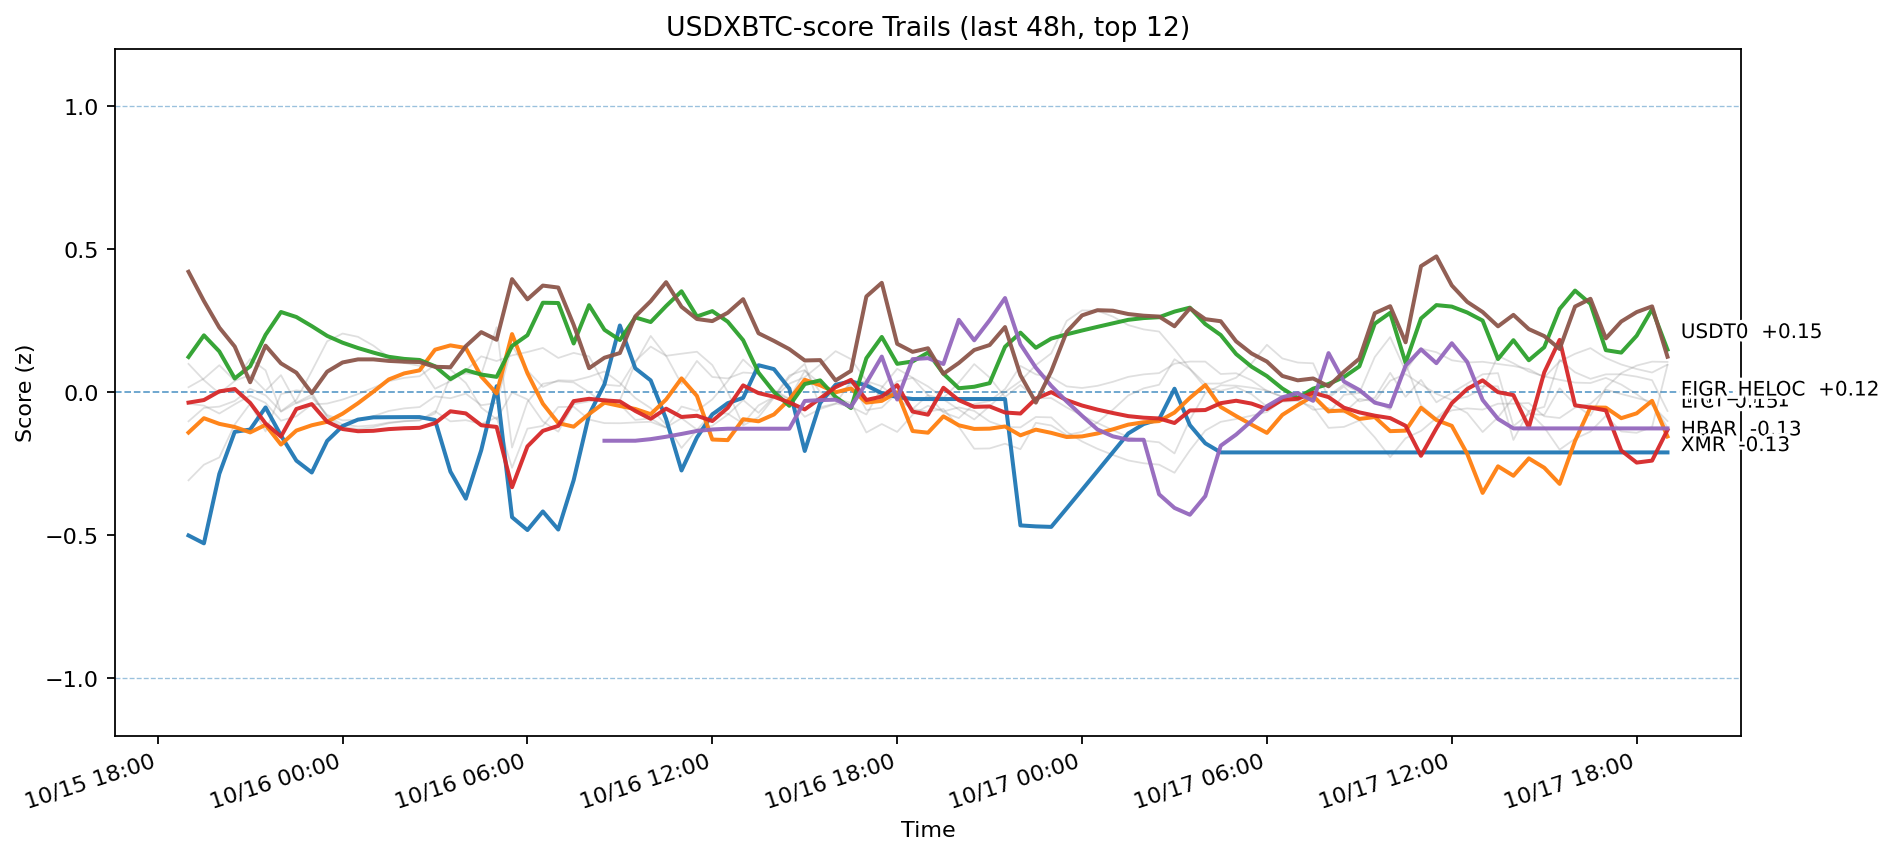 USDXBTC-score Trails (last 48h, top 12)
Score (z)
1.0
0.5
0.0
−0.5
−1.0
USDT0 +0.15
FIGR_HELOC +0.12
HBAR -0.13
XMR -0.13
10/15 18:00
10/16 00:00
10/16 06:00
10/16 12:00
10/16 18:00
10/17 00:00
10/17 06:00
10/17 12:00
10/17 18:00
Time